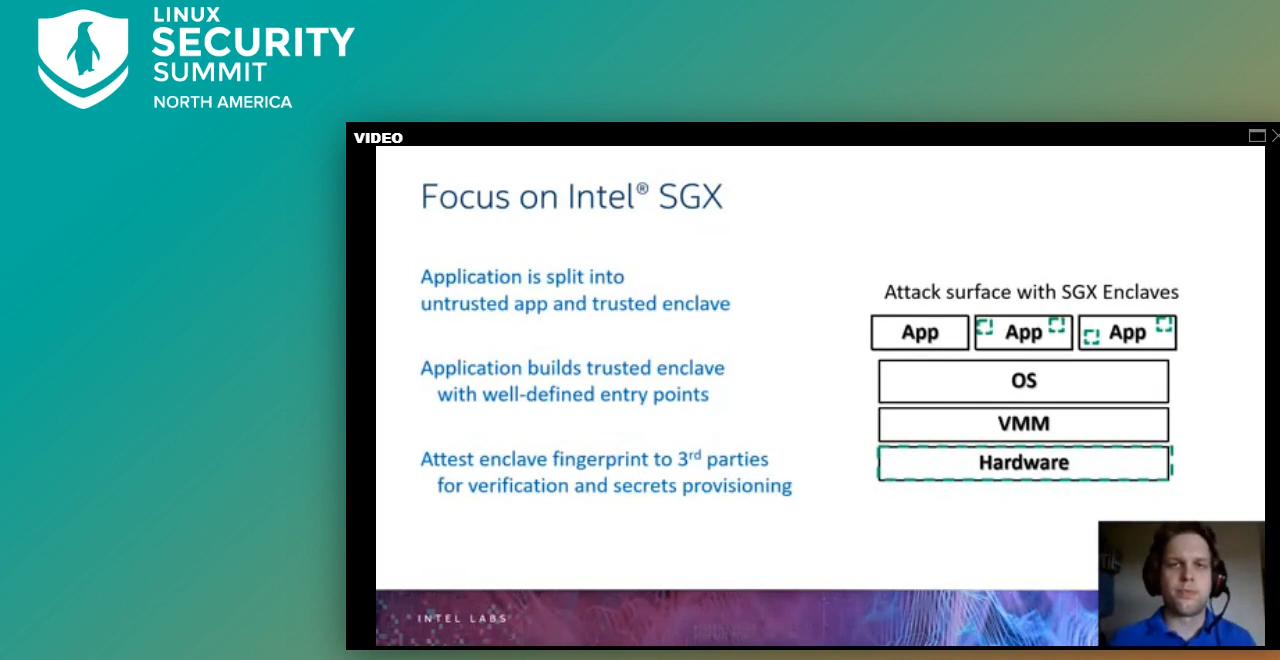 LINUX
SECURITY
SUMMIT
NORTH AMERICA
VIDEO
Focus on Intel® SGX
Application is split into
untrusted app and trusted enclave
Application builds trusted enclave
with well-defined entry points
Attest enclave fingerprint to 3rd parties
for verification and secrets provisioning
Attack surface with SGX Enclaves
App App App
OS
VMM
Hardware
INTEL LABS